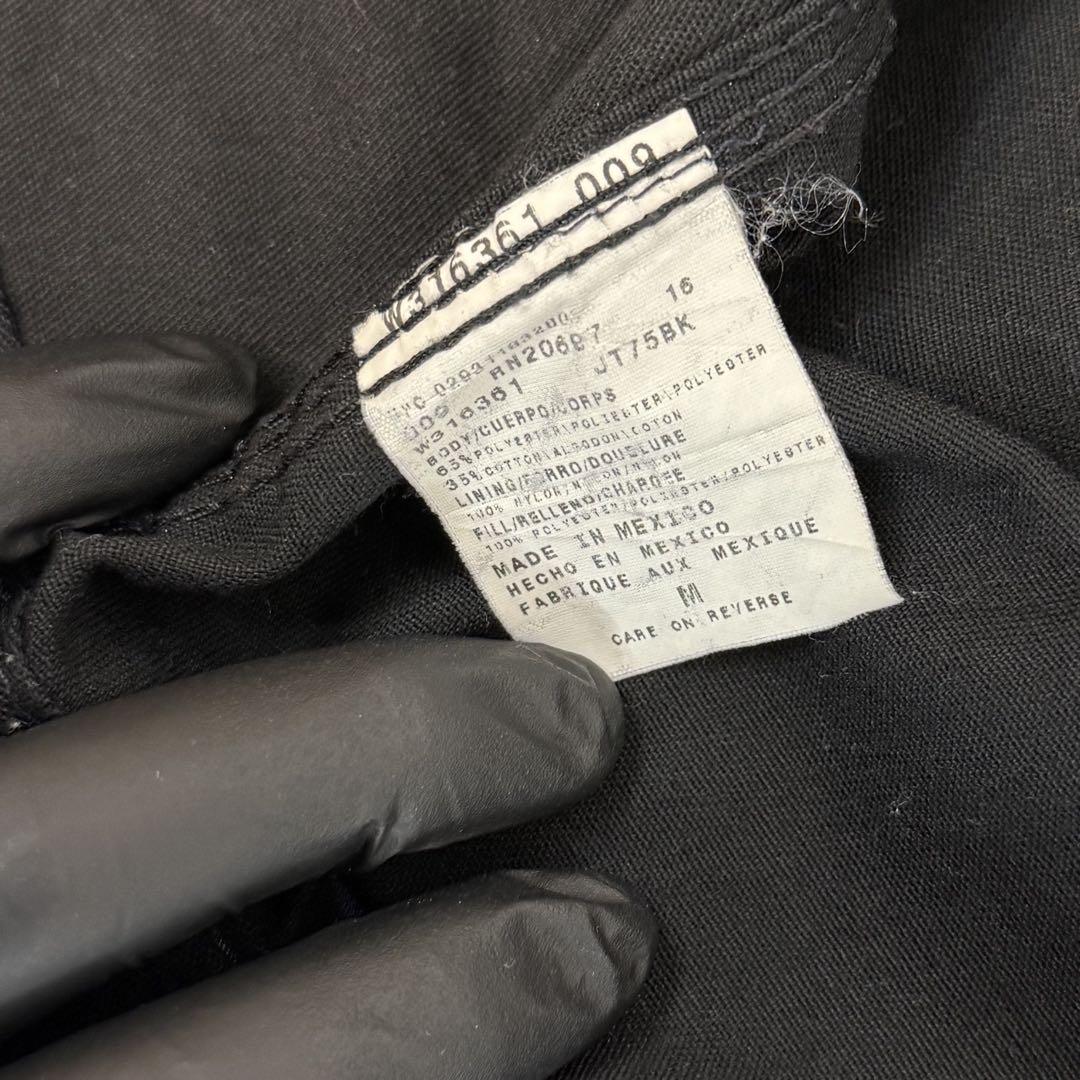 W316361 009
16
RN20697 JT75BK
W316361
BODY/CUERPO/CORPS
65% POLYESTER\POLIESTER\POLYESTER
35% COTTON\ALGODON\COTON
LINING/FORRO/DOUBLURE
100% NYLON/NYLON/NYLON
FILL/RELLENO/CHARGEE
100% POLYESTER/POLIESTER/POLYESTER
MADE IN MEXICO
HECHO EN MEXICO
FABRIQUE AUX MEXIQUE
M
CARE ON REVERSE